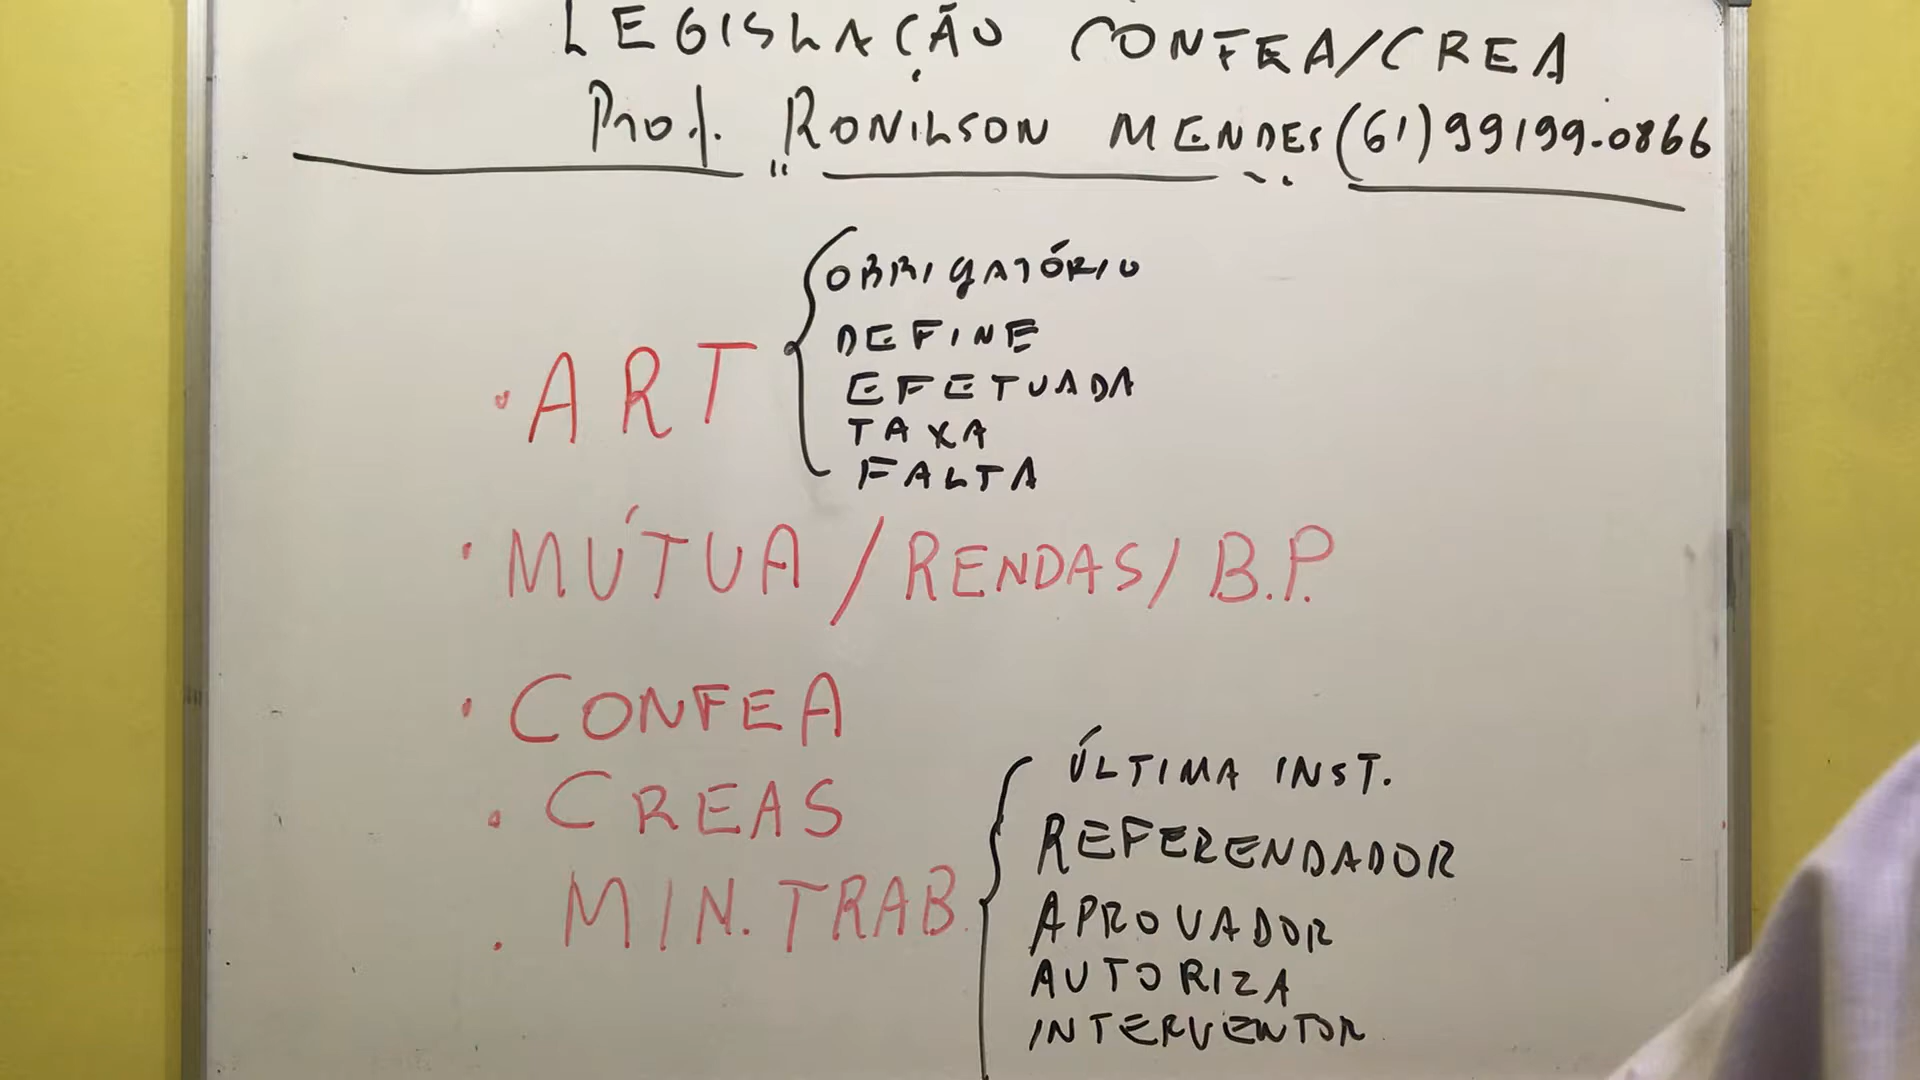 LEGISLAÇÃO CONFEA/CREA
Prof. RONILSON MENDES (61)99199-0866
OBRIGATÓRIO
DEFINE
• ART
EFETUADA
TAXA
FALTA
• MÚTUA / RENDAS / B.P.
• CONFEA
ÚLTIMA INST.
• CREAS
REFERENDADOR
• MIN. TRAB.
APROVADOR
AUTORIZA
INTERVENTOR